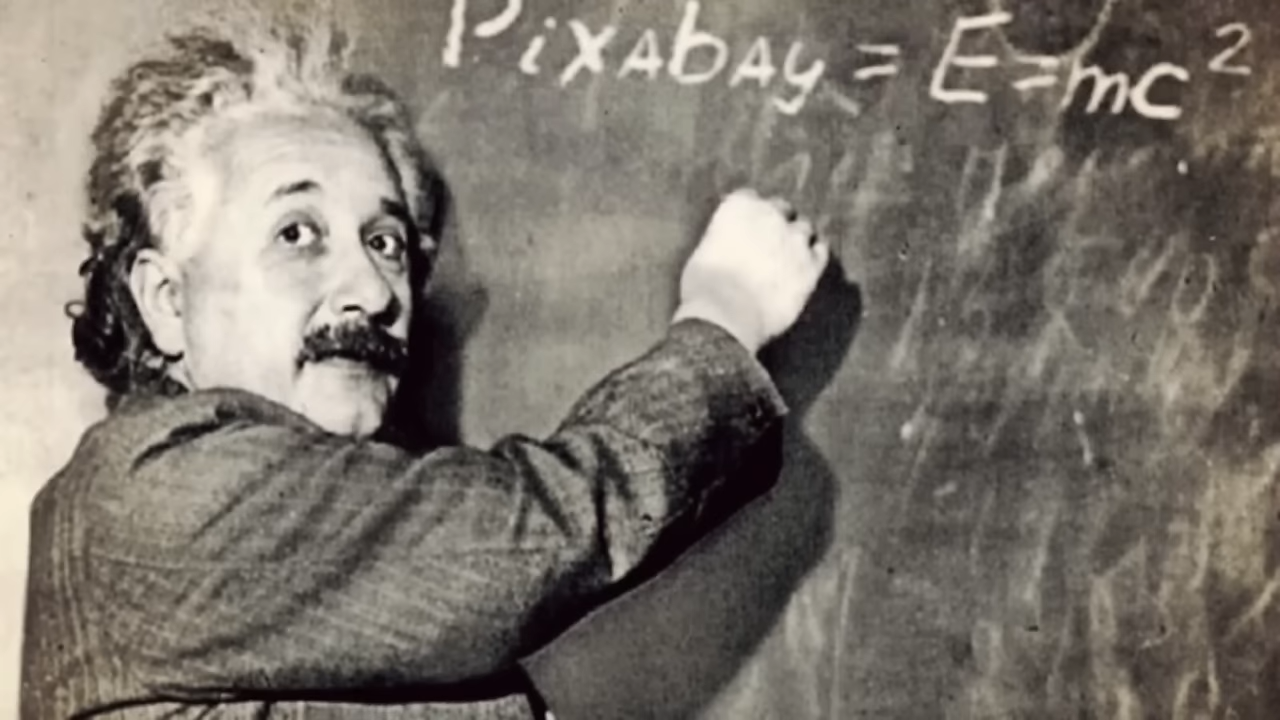 Pixabay = E=mc²